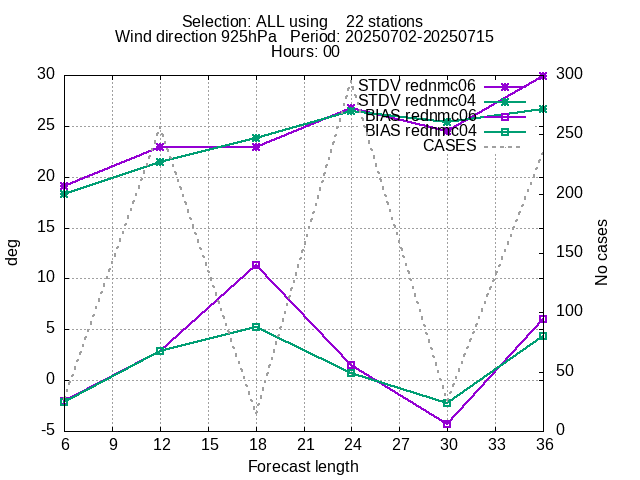 Selection: ALL using    22 stations
Wind direction 925hPa   Period: 20250702-20250715
Hours: 00
STDV rednmc06
STDV rednmc04
BIAS rednmc06
BIAS rednmc04
CASES
30
25
20
15
10
5
0
-5
300
250
200
150
100
50
0
deg
No cases
6 9 12 15 18 21 24 27 30 33 36
Forecast length